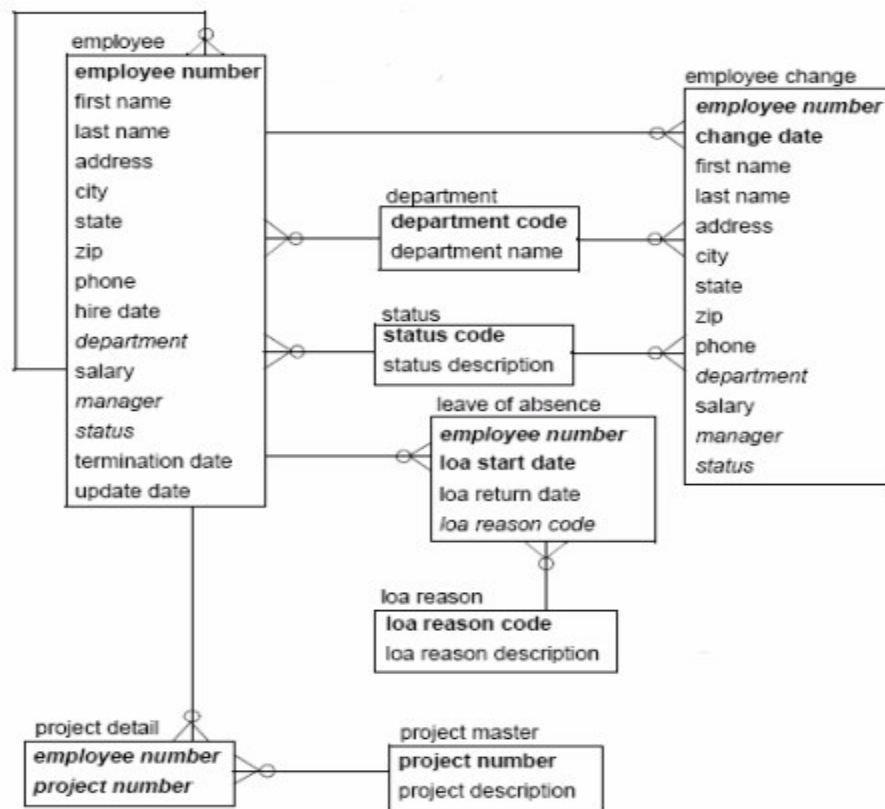 employee
employee number
first name
last name
address
city
state
zip
phone
hire date
department
salary
manager
status
termination date
update date
employee change
employee number
change date
first name
last name
address
city
state
zip
phone
department
salary
manager
status
department
department code
department name
status
status code
status description
leave of absence
employee number
loa start date
loa return date
loa reason code
loa reason
loa reason code
loa reason description
project detail
employee number
project number
project master
project number
project description